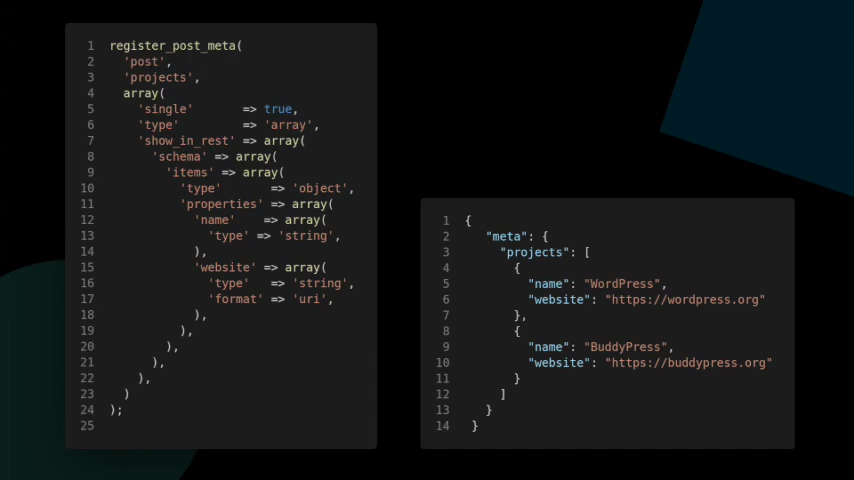 1 register_post_meta(
2   'post',
3   'projects',
4   array(
5     'single'       => true,
6     'type'         => 'array',
7     'show_in_rest' => array(
8       'schema' => array(
9         'items' => array(
10           'type'       => 'object',
11           'properties' => array(
12             'name'    => array(
13               'type' => 'string',
14             ),
15             'website' => array(
16               'type'   => 'string',
17               'format' => 'uri',
18             ),
19           ),
20         ),
21       ),
22     ),
23   )
24 );
25
1 {
2   "meta": {
3     "projects": [
4       {
5         "name": "WordPress",
6         "website": "https://wordpress.org"
7       },
8       {
9         "name": "BuddyPress",
10         "website": "https://buddypress.org"
11       }
12     ]
13   }
14 }